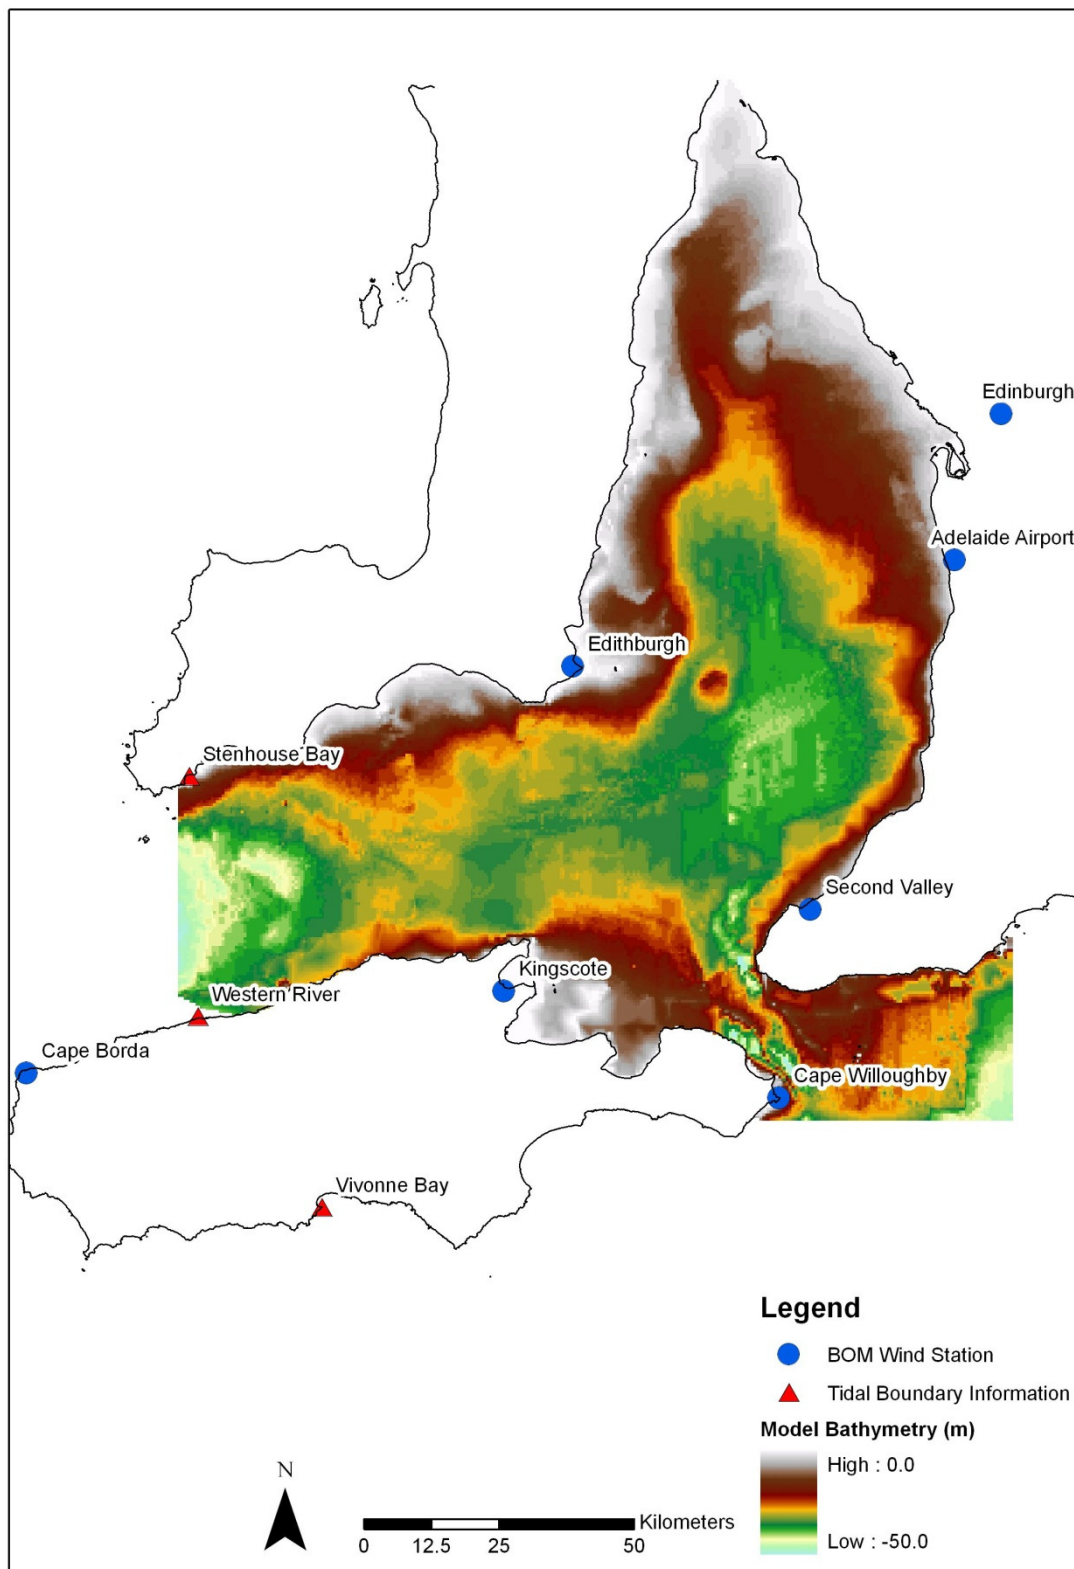 Edinburgh
Adelaide Airport
Edithburgh
Stenhouse Bay
Second Valley
Kingscote
Western River
Cape Borda
Cape Willoughby
Vivonne Bay
Legend
BOM Wind Station
Tidal Boundary Information
Model Bathymetry (m)
High : 0.0
Low : -50.0
N
Kilometers
0 12.5 25 50